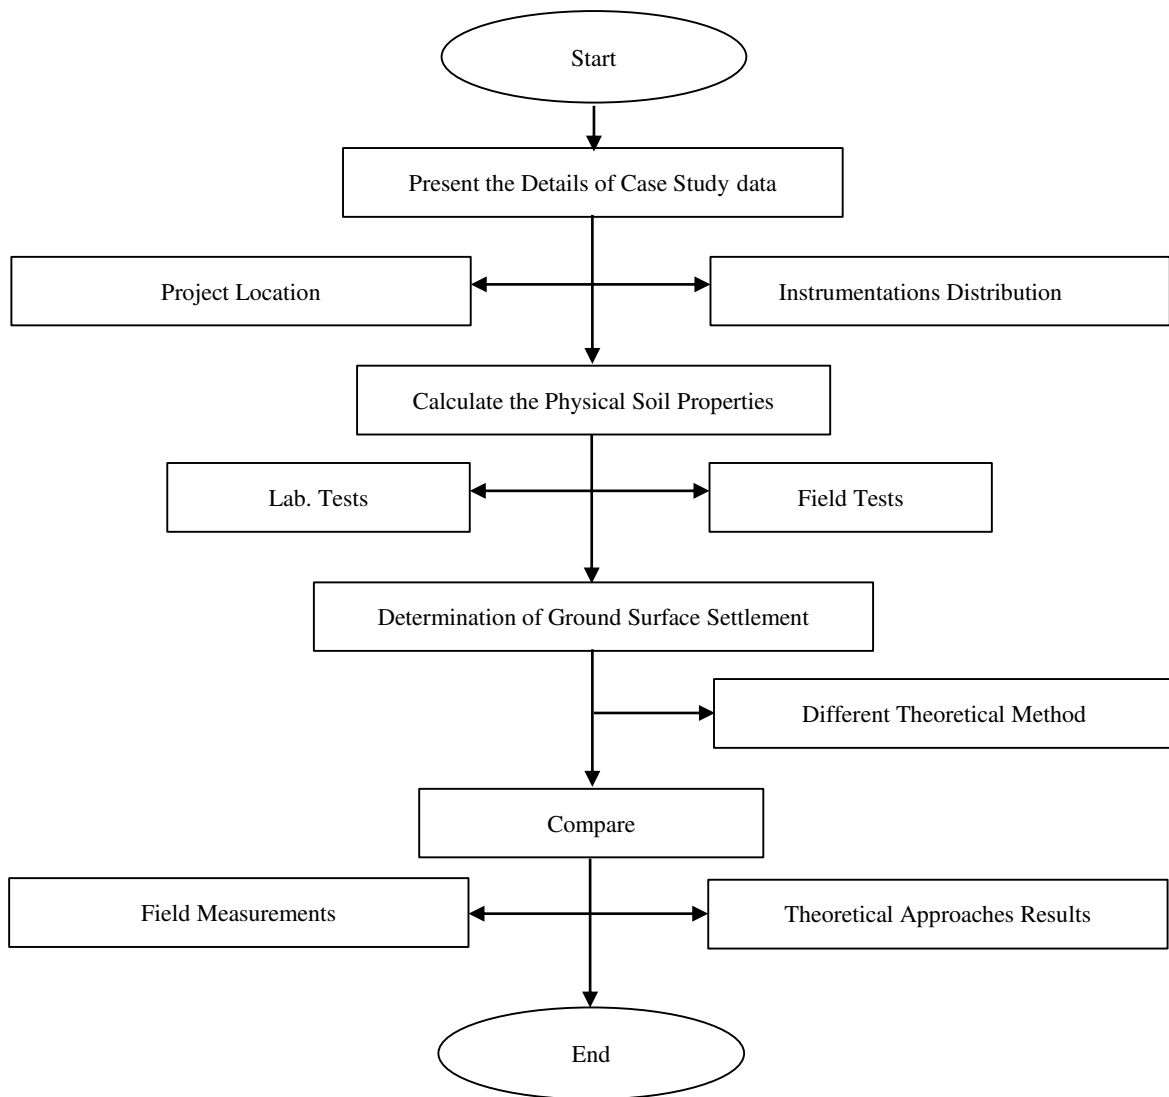 Start
Present the Details of Case Study data
Project Location
Instrumentations Distribution
Calculate the Physical Soil Properties
Lab. Tests
Field Tests
Determination of Ground Surface Settlement
Different Theoretical Method
Compare
Field Measurements
Theoretical Approaches Results
End